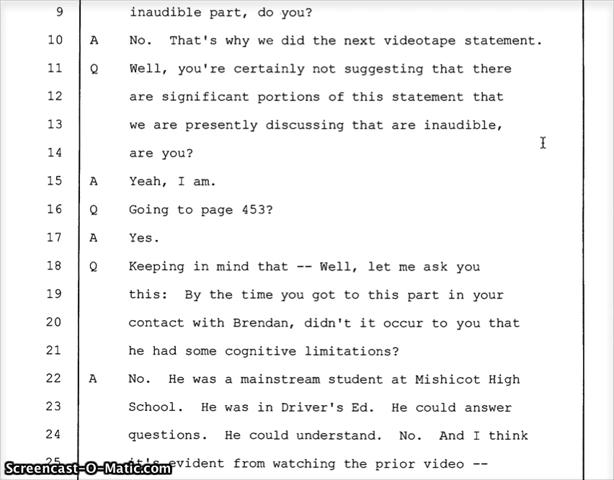 9 inaudible part, do you?
10 A No. That's why we did the next videotape statement.
11 Q Well, you're certainly not suggesting that there
12 are significant portions of this statement that
13 we are presently discussing that are inaudible,
14 are you?
15 A Yeah, I am.
16 Q Going to page 453?
17 A Yes.
18 Q Keeping in mind that -- Well, let me ask you
19 this: By the time you got to this part in your
20 contact with Brendan, didn't it occur to you that
21 he had some cognitive limitations?
22 A No. He was a mainstream student at Mishicot High
23 School. He was in Driver's Ed. He could answer
24 questions. He could understand. No. And I think
25 it's evident from watching the prior video --
Screencast-O-Matic.com